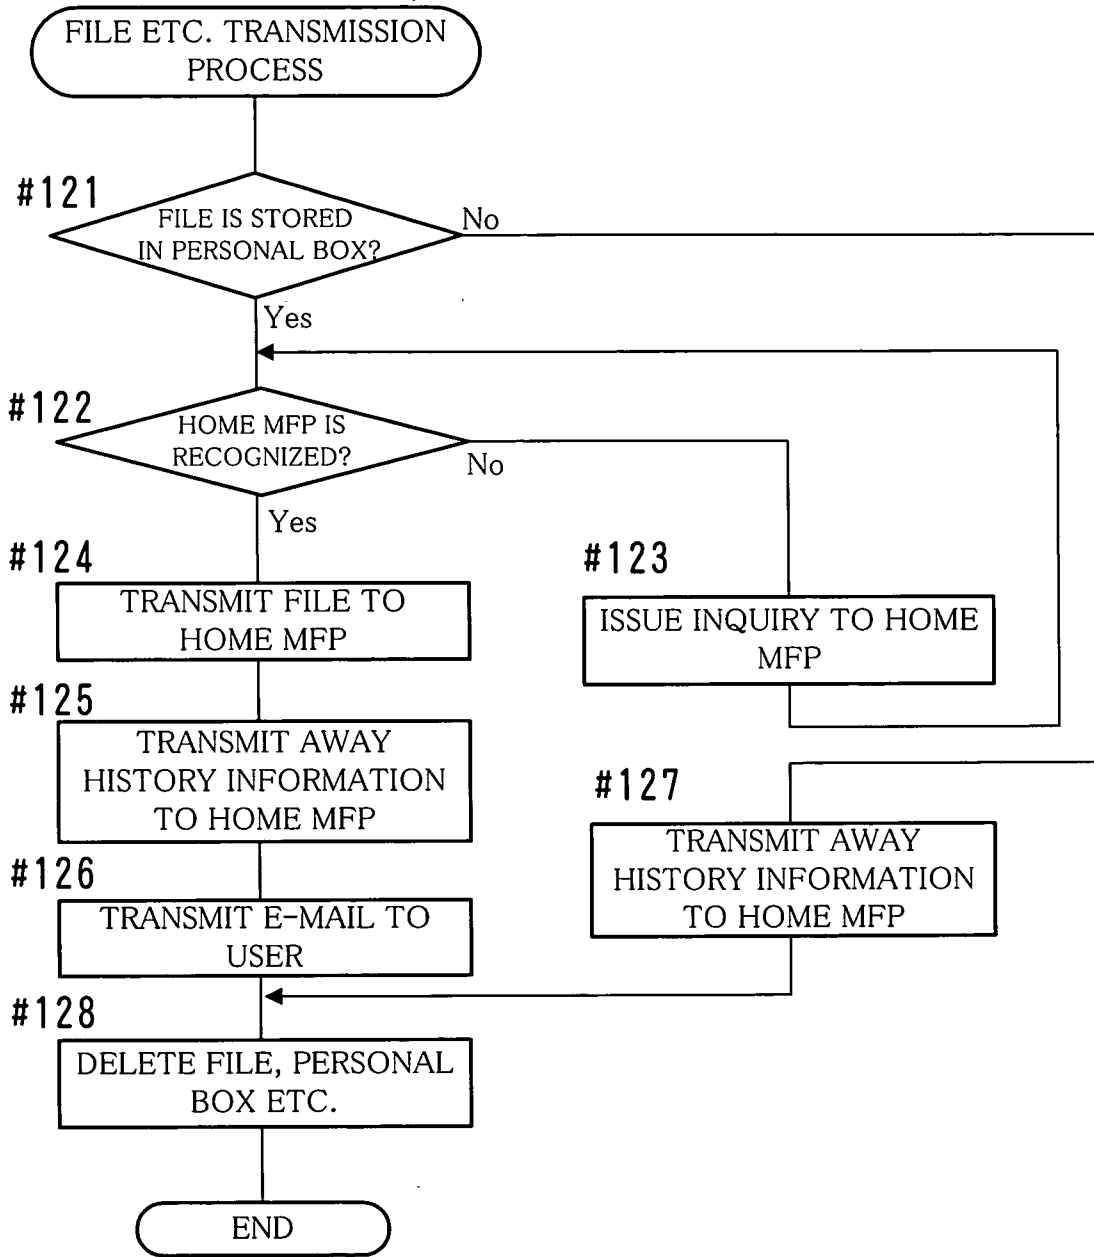 FILE ETC. TRANSMISSION
PROCESS
#121
FILE IS STORED
IN PERSONAL BOX?
No
Yes
#122
HOME MFP IS
RECOGNIZED?
No
Yes
#124
TRANSMIT FILE TO
HOME MFP
#123
ISSUE INQUIRY TO HOME
MFP
#125
TRANSMIT AWAY
HISTORY INFORMATION
TO HOME MFP
#127
TRANSMIT AWAY
HISTORY INFORMATION
TO HOME MFP
#126
TRANSMIT E-MAIL TO
USER
#128
DELETE FILE, PERSONAL
BOX ETC.
END